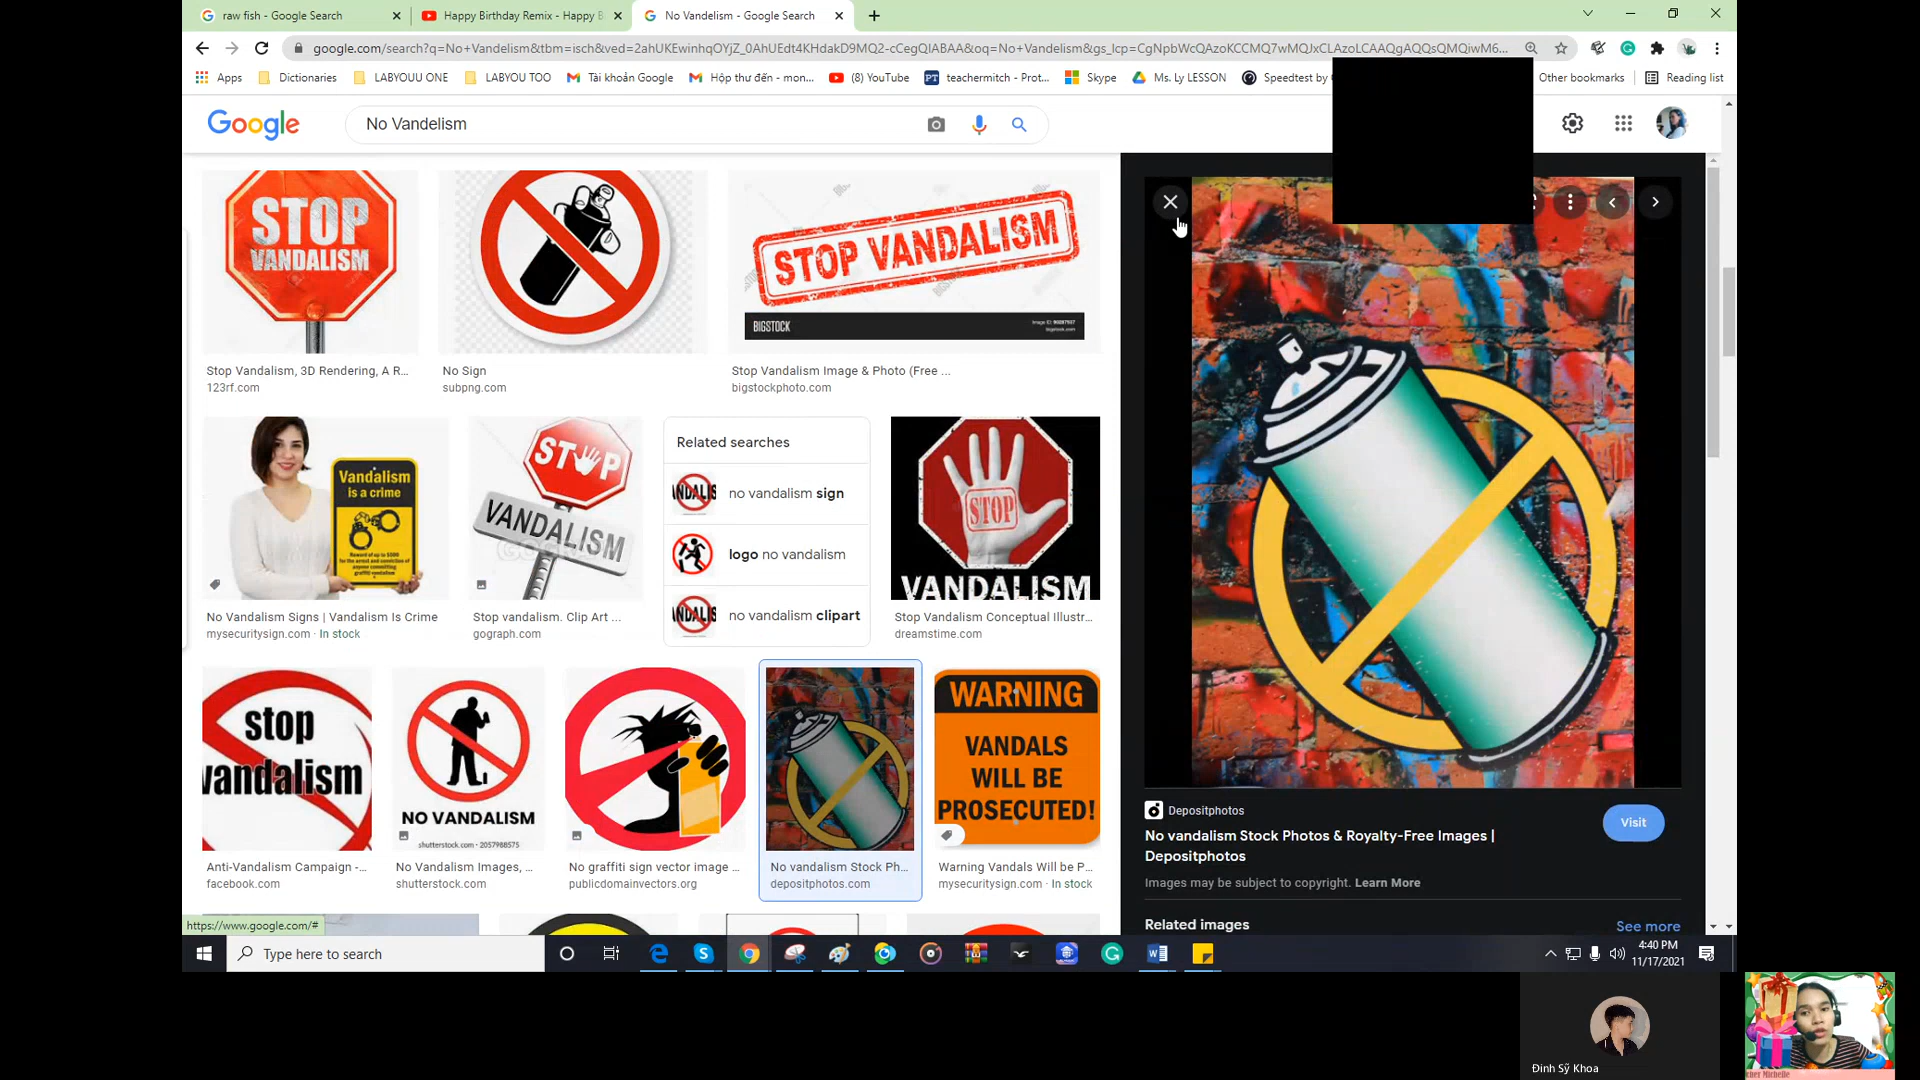 raw fish - Google Search
Happy Birthday Remix - Happy B
No Vandelism - Google Search
google.com/search?q=No+Vandelism&tbm=isch&ved=2ahUKEwinhqOYjZ_0AhUEdt4KHdakD9MQ2-cCegQIABAA&oq=No+Vandelism&gs_lcp=CgNpbWcQAzoKCCMQ7wMQJxCLAzoLCAAQgAQQsQMQiwM6...
Apps
Dictionaries
LABYOUU ONE
LABYOU TOO
Tài khoản Google
Hộp thư đến - mon...
(8) YouTube
PT teachermitch - Prot...
Skype
Ms. Ly LESSON
Speedtest by
Other bookmarks
Reading list
Google
No Vandelism
STOP
VANDALISM
STOP VANDALISM
BIGSTOCK
Stop Vandalism, 3D Rendering, A R...
123rf.com
No Sign
subpng.com
Stop Vandalism Image & Photo (Free ...
bigstockphoto.com
Vandalism
is a crime
STOP
VANDALISM
Related searches
no vandalism sign
logo no vandalism
no vandalism clipart
STOP
VANDALISM
No Vandalism Signs | Vandalism Is Crime
mysecuritysign.com · In stock
Stop vandalism. Clip Art ...
gograph.com
Stop Vandalism Conceptual Illustr...
dreamstime.com
stop
vandalism
NO VANDALISM
shutterstock.com · 2057988575
WARNING
VANDALS
WILL BE
PROSECUTED!
Anti-Vandalism Campaign -...
facebook.com
No Vandalism Images, ...
shutterstock.com
No graffiti sign vector image ...
publicdomainvectors.org
No vandalism Stock Ph...
depositphotos.com
Warning Vandals Will be P...
mysecuritysign.com · In stock
Depositphotos
No vandalism Stock Photos & Royalty-Free Images |
Depositphotos
Visit
Images may be subject to copyright. Learn More
Related images
See more
https://www.google.com/#
Type here to search
4:40 PM
11/17/2021
Đinh Sỹ Khoa
cher Michelle